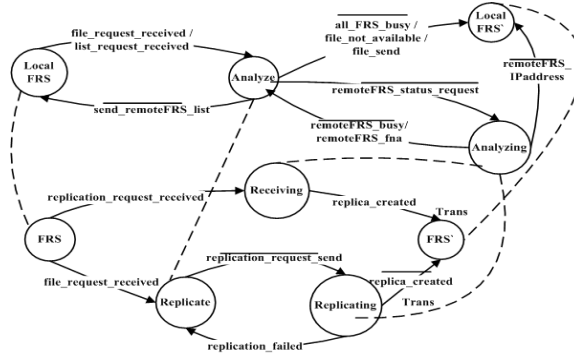 file_request_received /
list_request_received
all_FRS_busy /
file_not_available /
file_send
Local
FRS`
Local
FRS
Analyze
remoteFRS_
IPaddress
remoteFRS_status_request
send_remoteFRS_list
remoteFRS_busy/
remoteFRS_fna
Analyzing
replication_request_received
Receiving
replica_created
Trans
FRS
FRS`
replication_request_send
file_request_received
replica_created
Replicate
Replicating
Trans
replication_failed